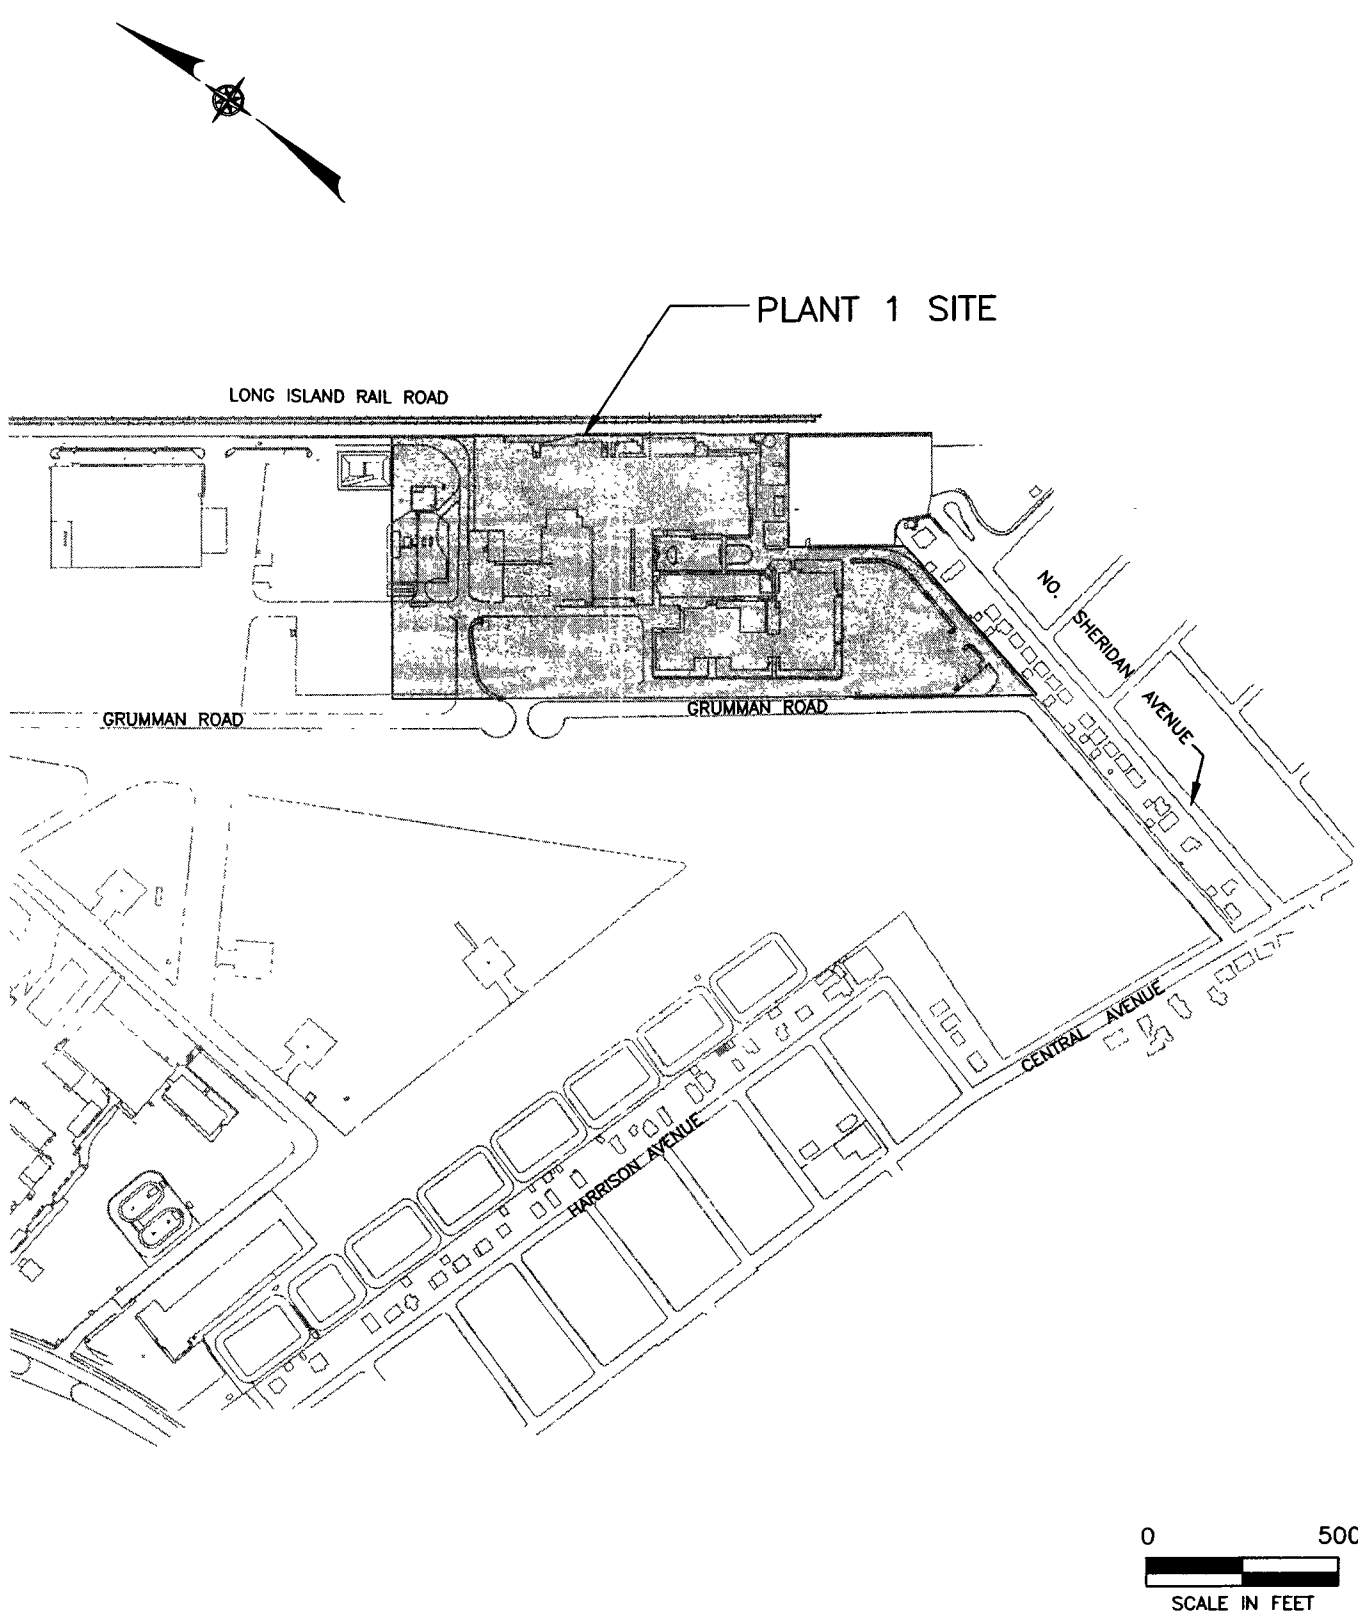 PLANT 1 SITE
LONG ISLAND RAIL ROAD
NO. SHERIDAN AVENUE
GRUMMAN ROAD
GRUMMAN ROAD
CENTRAL AVENUE
HARRISON AVENUE
0 500
SCALE IN FEET